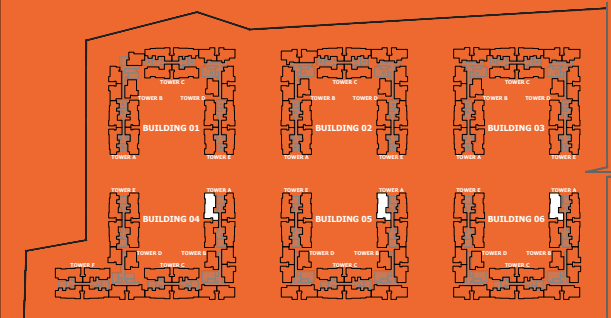 TOWER C TOWER C TOWER C
TOWER B TOWER D TOWER B TOWER D TOWER B TOWER D
BUILDING 01 BUILDING 02 BUILDING 03
TOWER A TOWER E TOWER A TOWER E TOWER A TOWER E
TOWER E TOWER A TOWER E TOWER A TOWER E TOWER A
BUILDING 04 BUILDING 05 BUILDING 06
TOWER D TOWER B TOWER D TOWER B TOWER D TOWER B
TOWER F TOWER C TOWER C TOWER C